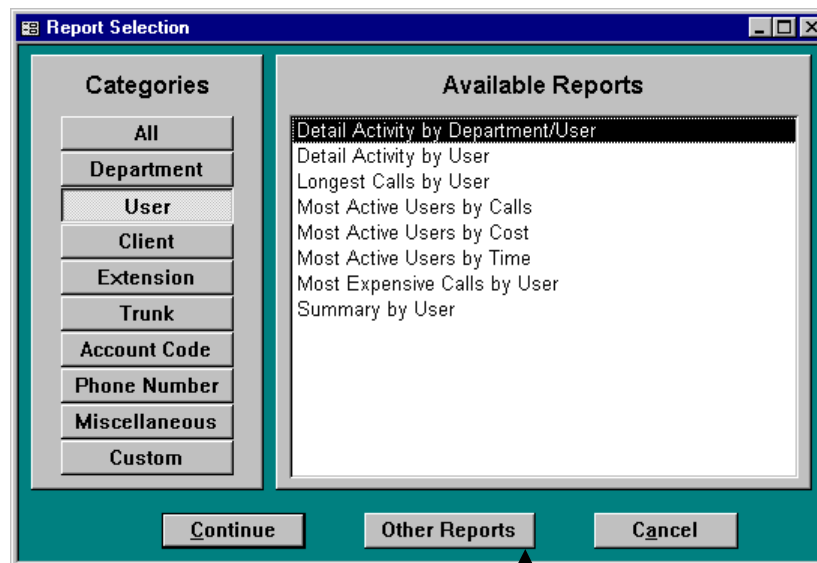 Report Selection
Categories
All
Department
User
Client
Extension
Trunk
Account Code
Phone Number
Miscellaneous
Custom
Available Reports
Detail Activity by Department/User
Detail Activity by User
Longest Calls by User
Most Active Users by Calls
Most Active Users by Cost
Most Active Users by Time
Most Expensive Calls by User
Summary by User
Continue
Other Reports
Cancel